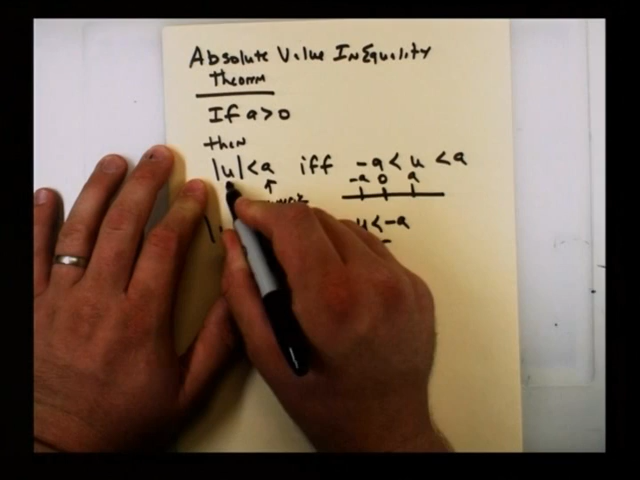 Absolute Value InEquality
Theorm
If a>0
then
|u|<a iff -a<u<a
-a 0 a
u<-a